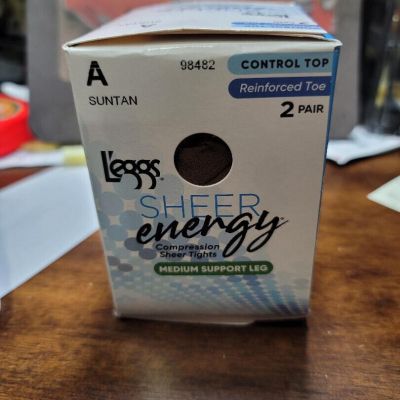 A
98482
CONTROL TOP
SUNTAN
Reinforced Toe
2 PAIR
L'eggs
SHEER
energy
Compression
Sheer Tights
MEDIUM SUPPORT LEG